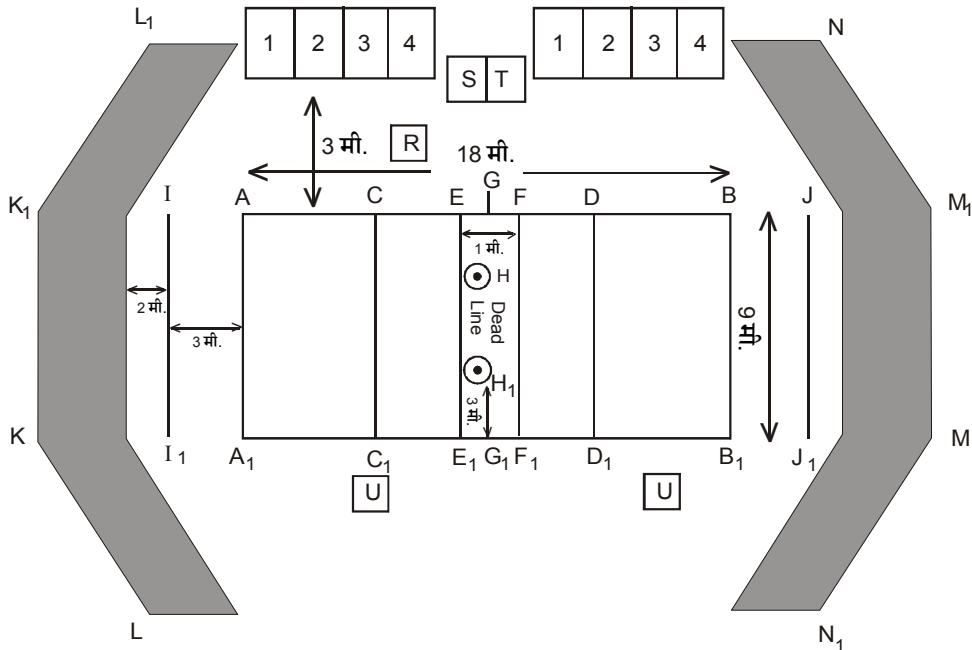 L1 N
1 2 3 4 1 2 3 4
S T
3 मी. R 18 मी.
G
I A C E F D B J
K1 M1
1 मी.
H
2 मी. 3 मी. Dead Line 9 मी.
H1
3 मी.
K M
I1 A1 C1 E1 G1 F1 D1 B1 J1
U U
L N1